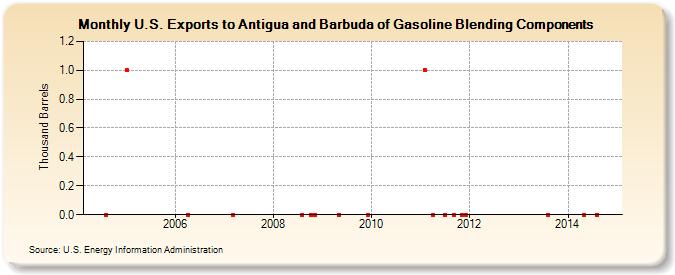 Monthly U.S. Exports to Antigua and Barbuda of Gasoline Blending Components
Thousand Barrels
1.2
1.0
0.8
0.6
0.4
0.2
0.0
2006 2008 2010 2012 2014
Source: U.S. Energy Information Administration